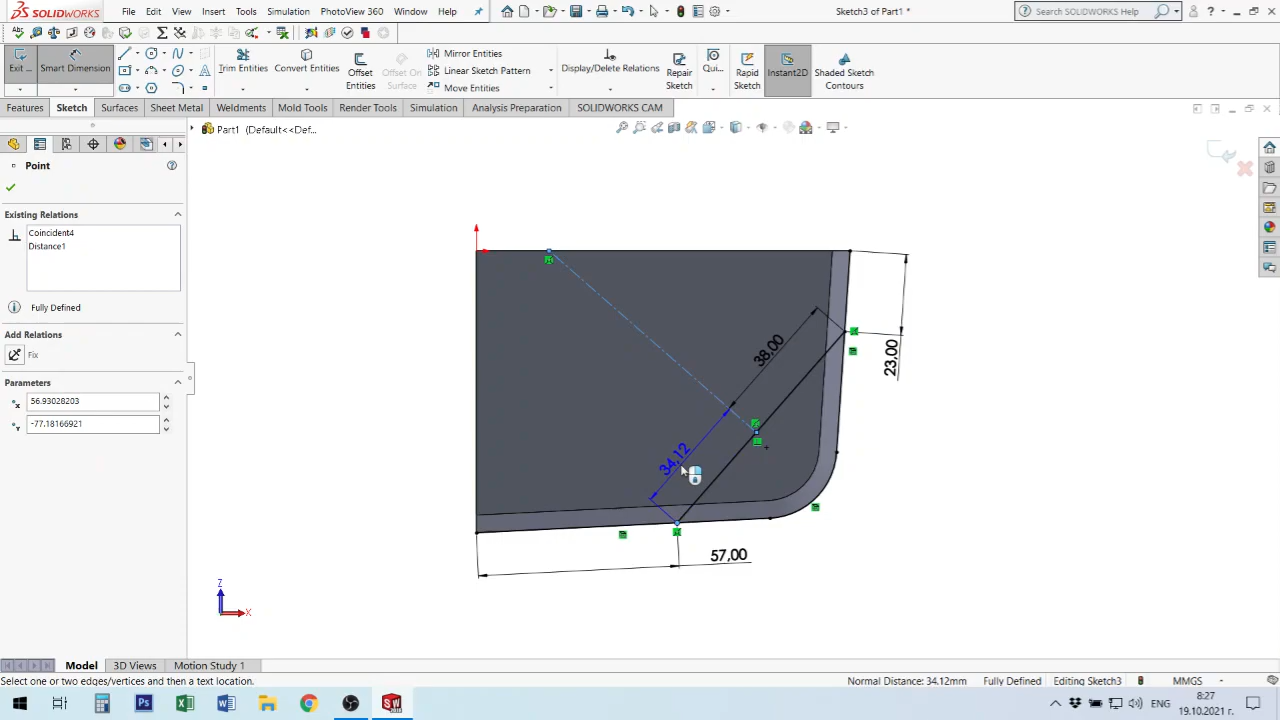 SOLIDWORKS File Edit View Insert Tools Simulation PhotoView 360 Window Help Sketch3 of Part1 * Search SOLIDWORKS Help
Exit ... Smart Dimension Trim Entities Convert Entities Offset Entities Offset On Surface Mirror Entities Linear Sketch Pattern Move Entities Display/Delete Relations Repair Sketch Qui... Rapid Sketch Instant2D Shaded Sketch Contours
Features Sketch Surfaces Sheet Metal Weldments Mold Tools Render Tools Simulation Analysis Preparation SOLIDWORKS CAM
Part1 (Default<<Def...
Point
Existing Relations
Coincident4
Distance1
Fully Defined
Add Relations
Fix
Parameters
56.93028203
-77.18166921
38,00
23,00
34,12
57,00
Z
X
Model 3D Views Motion Study 1
Select one or two edges/vertices and then a text location. Normal Distance: 34.12mm Fully Defined Editing Sketch3 MMGS
ENG 8:27
19.10.2021 г.